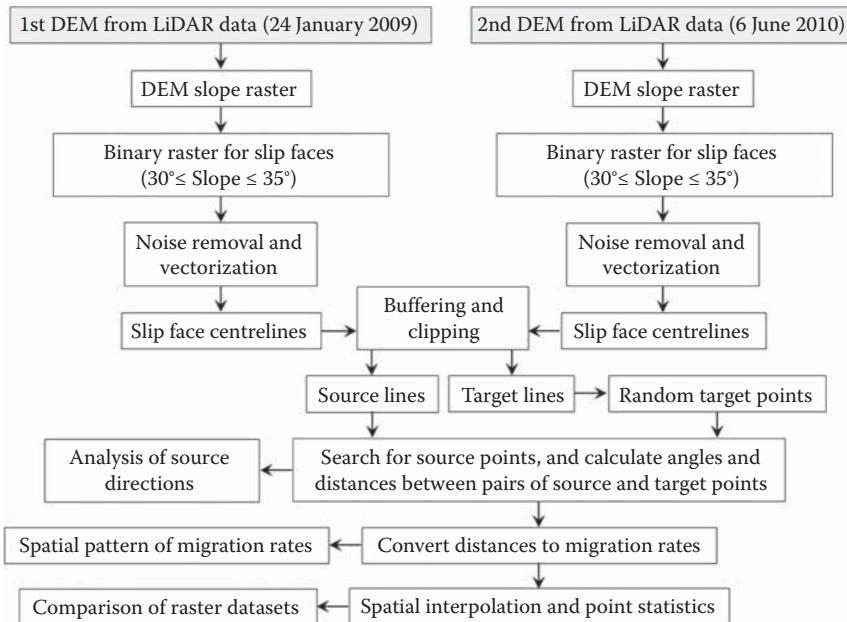 1st DEM from LiDAR data (24 January 2009)
2nd DEM from LiDAR data (6 June 2010)
DEM slope raster
DEM slope raster
Binary raster for slip faces
(30°≤ Slope ≤ 35°)
Binary raster for slip faces
(30°≤ Slope ≤ 35°)
Noise removal and
vectorization
Noise removal and
vectorization
Slip face centrelines
Buffering and
clipping
Slip face centrelines
Source lines
Target lines
Random target points
Analysis of source
directions
Search for source points, and calculate angles and
distances between pairs of source and target points
Spatial pattern of migration rates
Convert distances to migration rates
Comparison of raster datasets
Spatial interpolation and point statistics